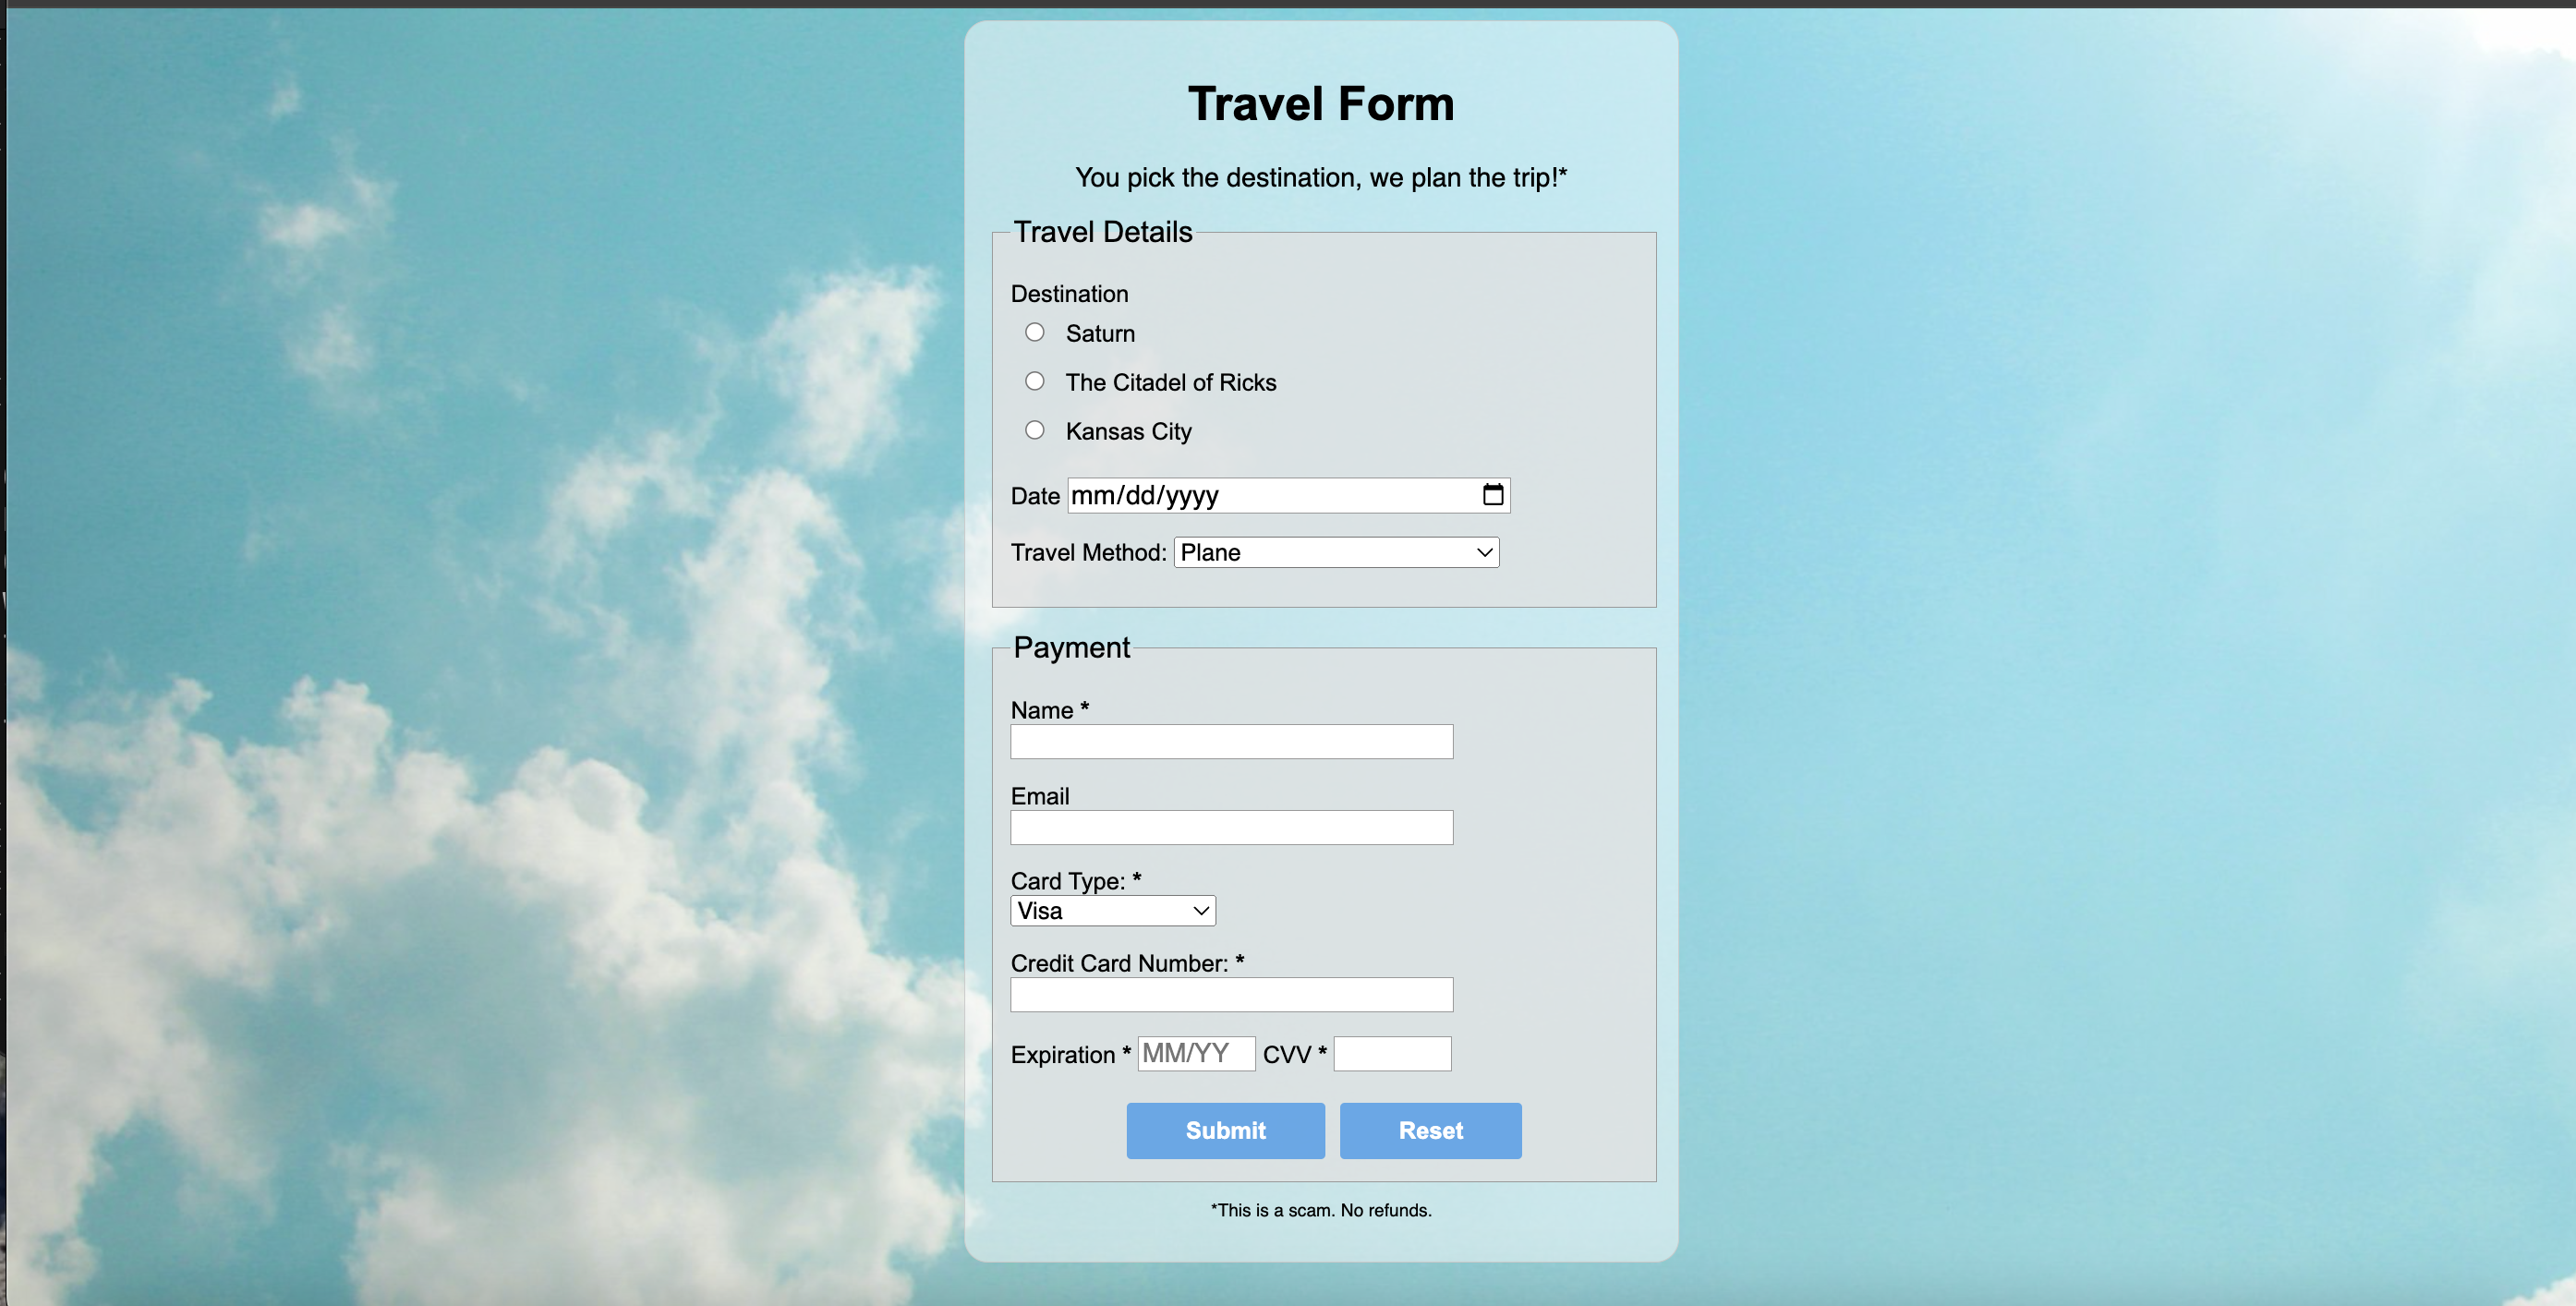 Travel Form
You pick the destination, we plan the trip!*
Travel Details
Destination
Saturn
The Citadel of Ricks
Kansas City
Date mm/dd/yyyy
Travel Method: Plane
Payment
Name *
Email
Card Type: *
Visa
Credit Card Number: *
Expiration * MM/YY CVV *
Submit Reset
*This is a scam. No refunds.